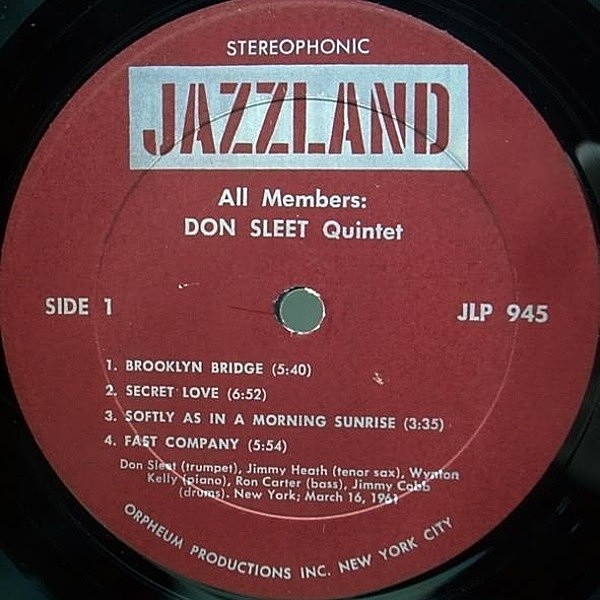 STEREOPHONIC
JAZZLAND
All Members:
DON SLEET Quintet
SIDE 1
JLP 945
1. BROOKLYN BRIDGE (5:40)
2. SECRET LOVE (6:52)
3. SOFTLY AS IN A MORNING SUNRISE (3:35)
4. FAST COMPANY (5:54)
Don Sleet (trumpet), Jimmy Heath (tenor sax), Wynton
Kelly (piano), Ron Carter (bass), Jimmy Cobb
(drums). New York; March 16, 1961
ORPHEUM PRODUCTIONS INC. NEW YORK CITY